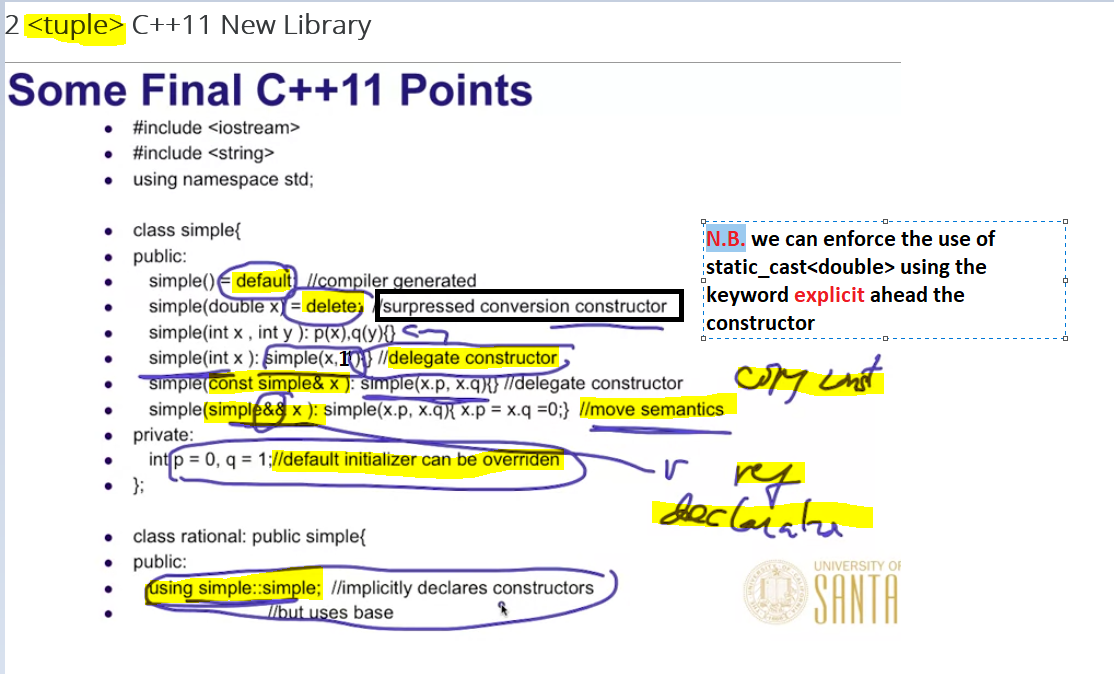 2 <tuple> C++11 New Library
Some Final C++11 Points
#include <iostream>
#include <string>
using namespace std;
class simple{
public:
simple()= default; //compiler generated
simple(double x) = delete; //surpressed conversion constructor
simple(int x , int y ): p(x),q(y){}
simple(int x ): simple(x,1){} //delegate constructor
simple(const simple& x ): simple(x.p, x.q){} //delegate constructor
simple(simple&& x ): simple(x.p, x.q){ x.p = x.q =0;} //move semantics
private:
int p = 0, q = 1;//default initializer can be overriden
};
class rational: public simple{
public:
using simple::simple; //implicitly declares constructors
//but uses base
N.B. we can enforce the use of
static_cast<double> using the
keyword explicit ahead the
constructor
copy const
r ref
declarator
UNIVERSITY OF
SANTA